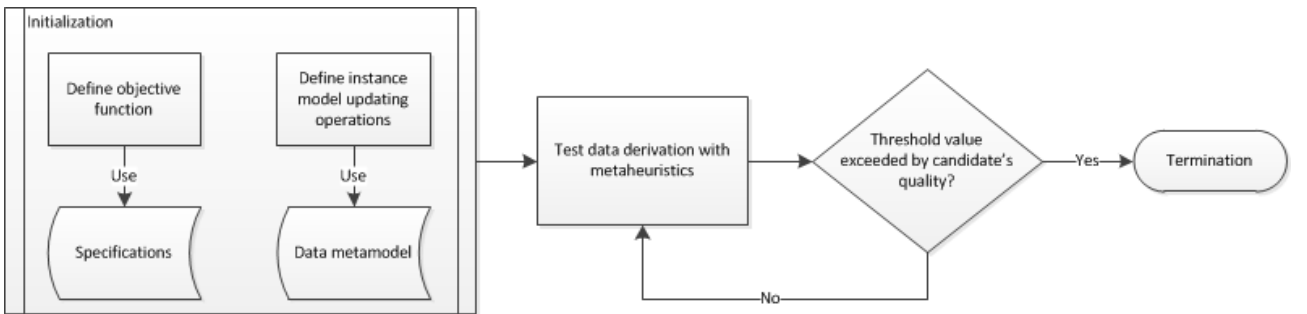 Initialization
Define objective
function
Use
Specifications
Define instance
model updating
operations
Use
Data metamodel
Test data derivation with
metaheuristics
Threshold value
exceeded by candidate's
quality?
Yes
Termination
No